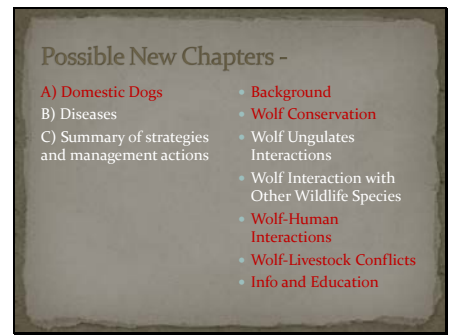 Possible New Chapters -
A) Domestic Dogs
B) Diseases
C) Summary of strategies
and management actions
• Background
• Wolf Conservation
• Wolf Ungulates
Interactions
• Wolf Interaction with
Other Wildlife Species
• Wolf-Human
Interactions
• Wolf-Livestock Conflicts
• Info and Education